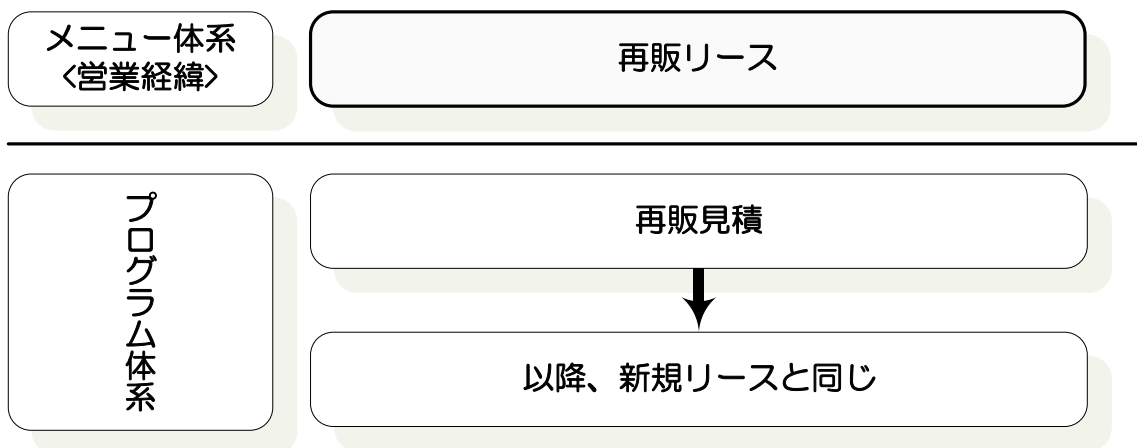 メニュー体系
<営業経緯>
再販リース
プログラム体系
再販見積
以降、新規リースと同じ